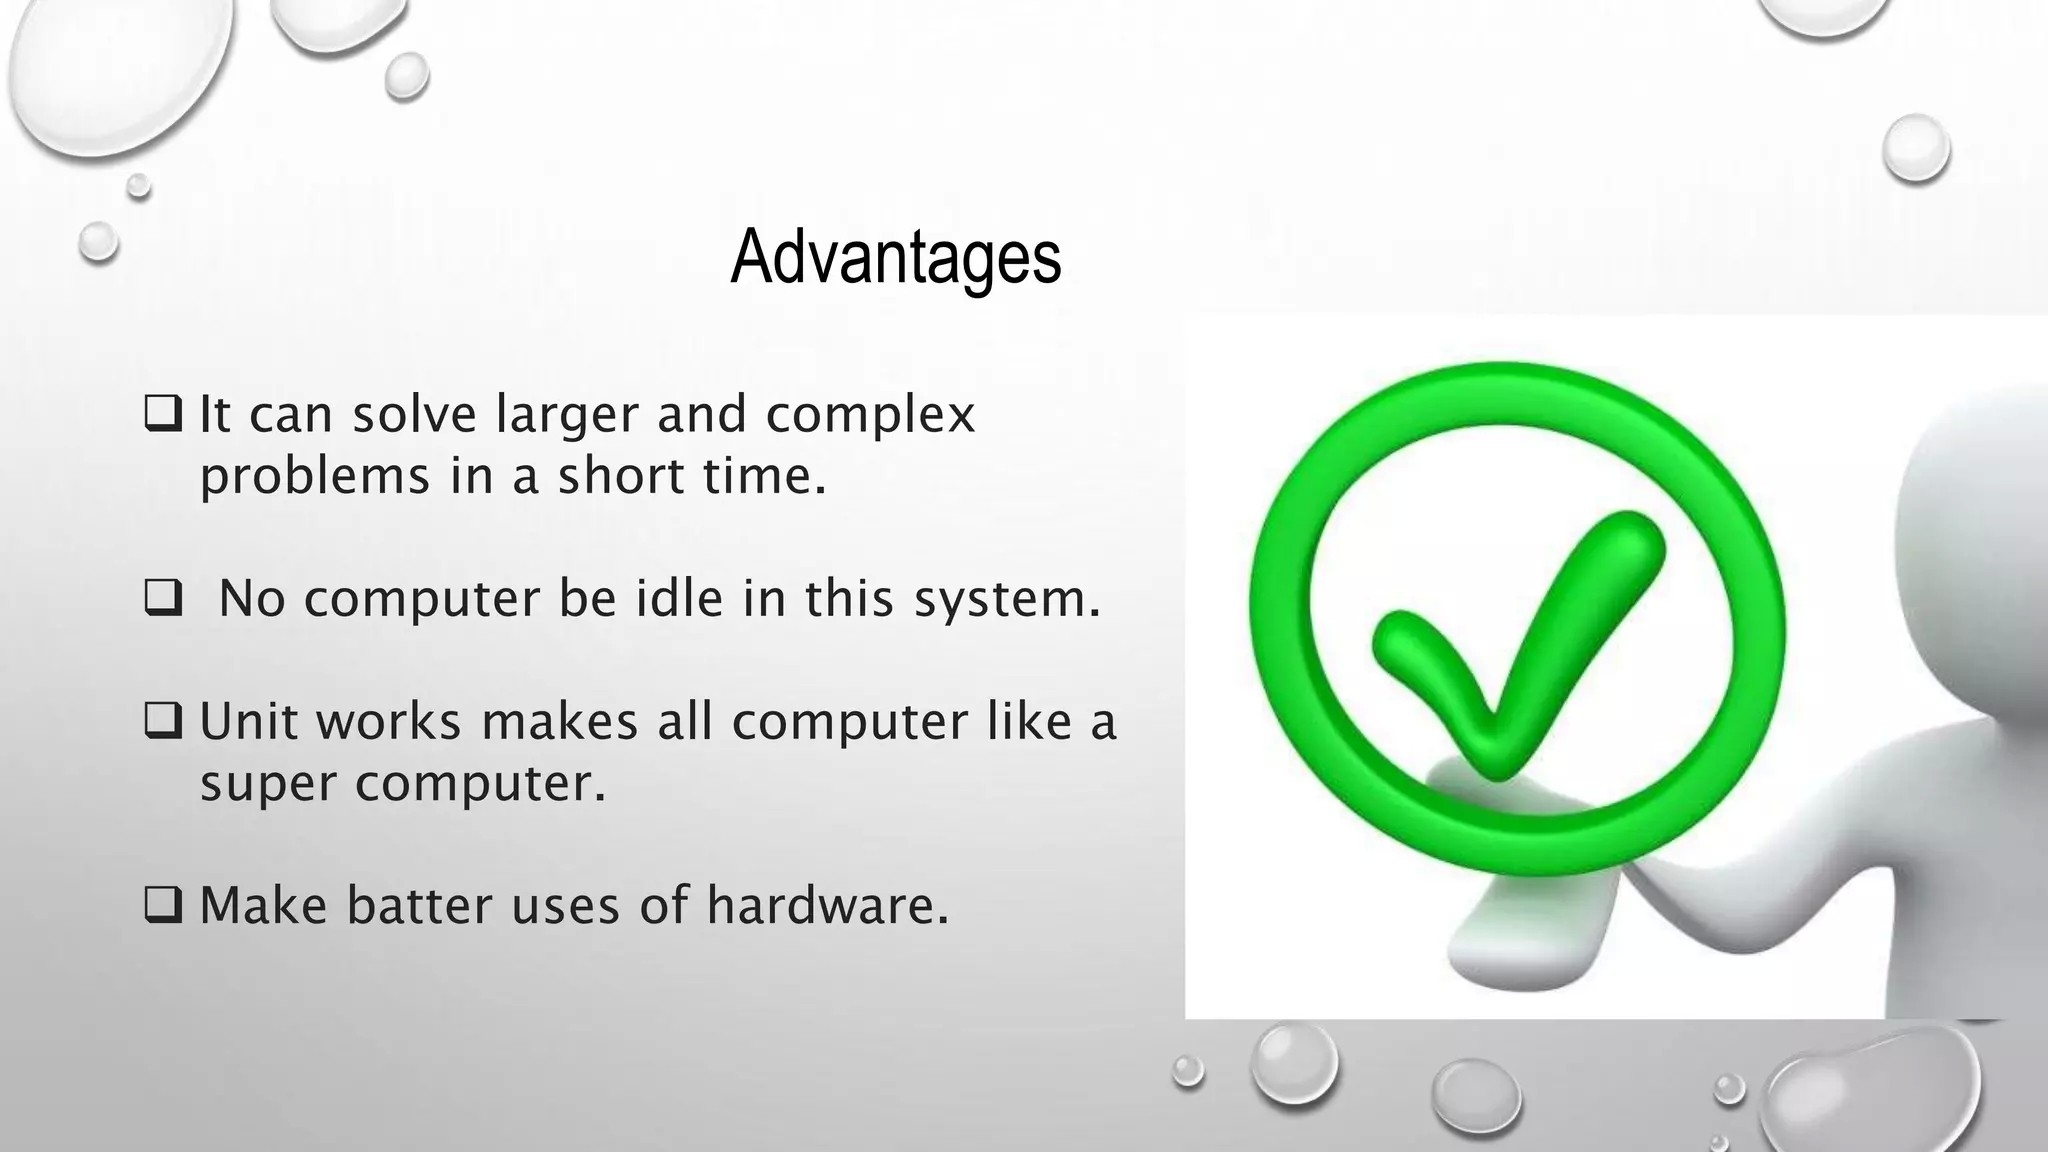 Advantages
It can solve larger and complex
problems in a short time.
No computer be idle in this system.
Unit works makes all computer like a
super computer.
Make batter uses of hardware.